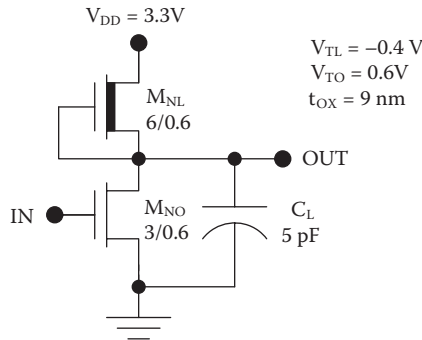 V_DD = 3.3V
V_TL = −0.4 V
V_TO = 0.6V
t_OX = 9 nm
M_NL
6/0.6
OUT
IN
M_NO
3/0.6
C_L
5 pF